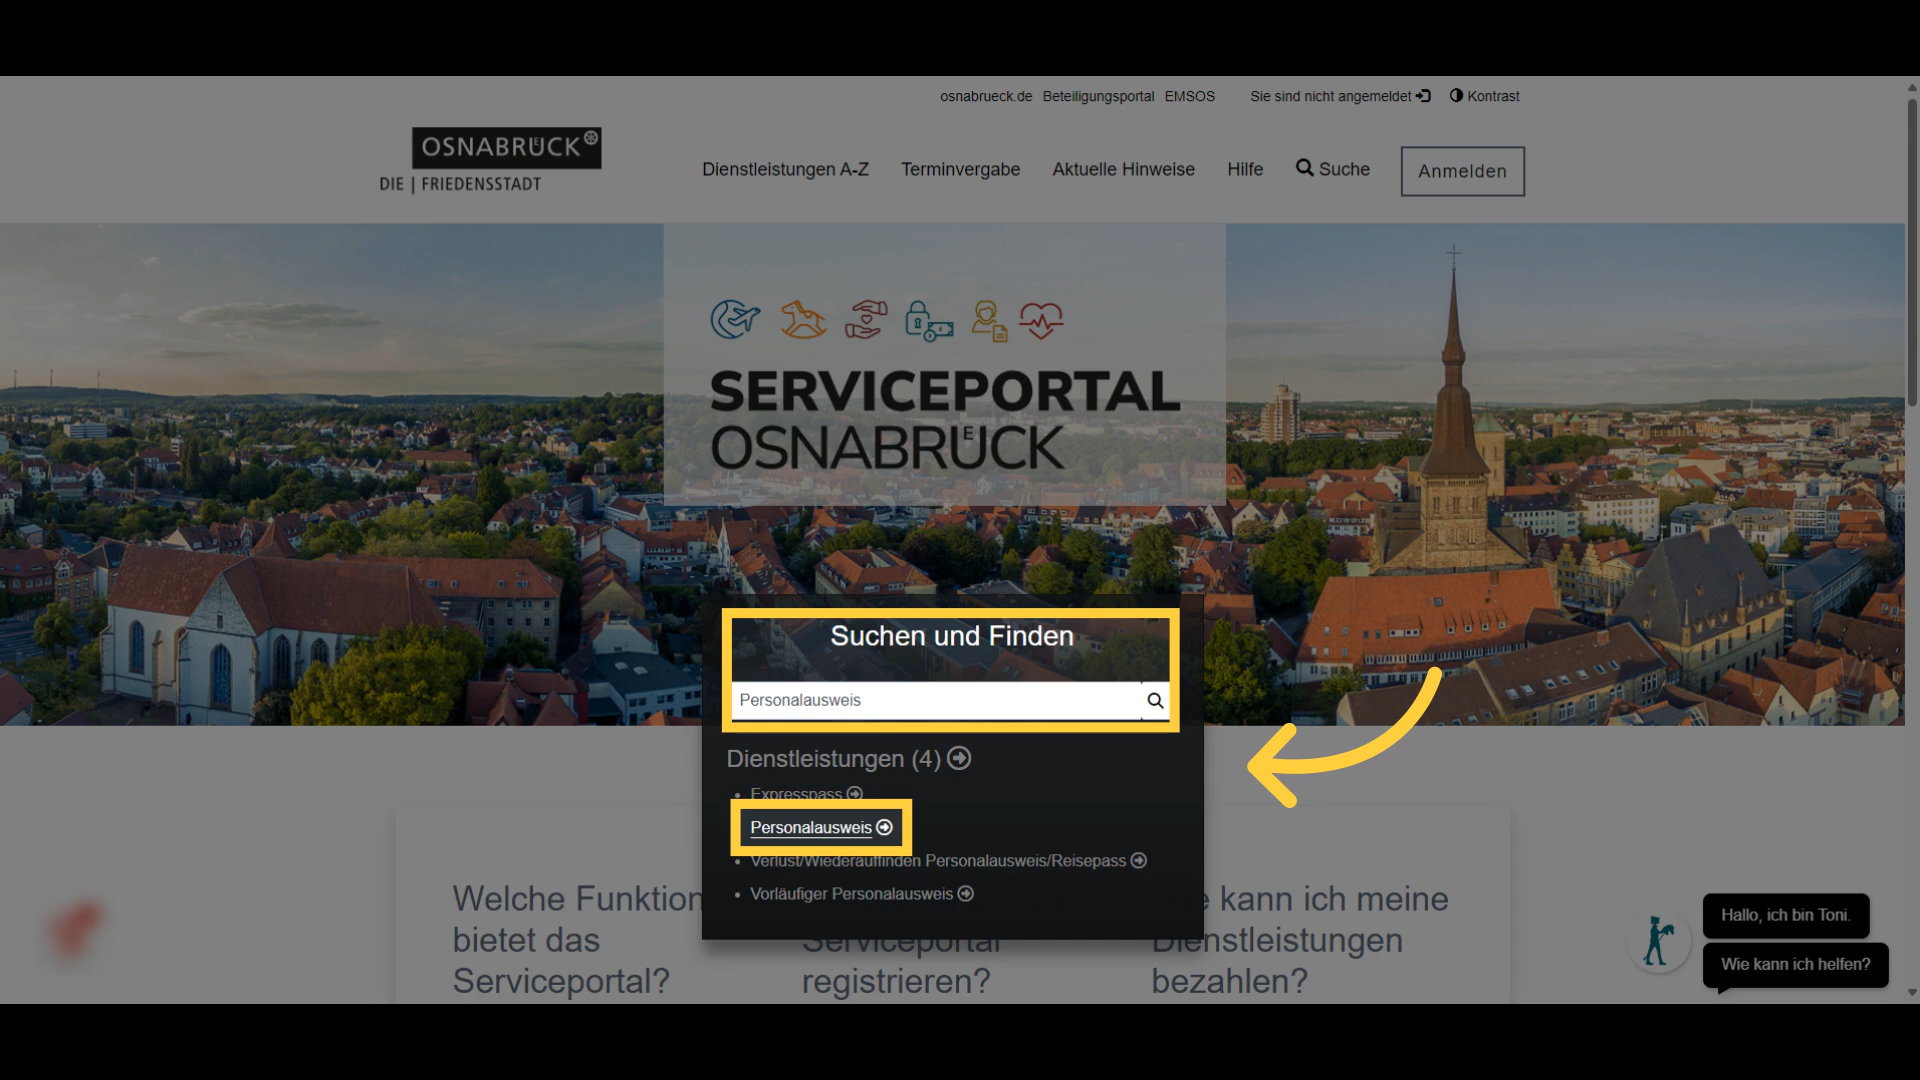 osnabrueck.de Beteiligungsportal EMSOS Sie sind nicht angemeldet Kontrast
OSNABRÜCK
DIE | FRIEDENSSTADT
Dienstleistungen A-Z Terminvergabe Aktuelle Hinweise Hilfe Suche Anmelden
SERVICEPORTAL
OSNABRÜCK
Suchen und Finden
Personalausweis
Dienstleistungen (4)
Expresspass
Personalausweis
Verlust/Wiederauffinden Personalausweis/Reisepass
Vorläufiger Personalausweis
Welche Funktion
bietet das
Serviceportal?
Serviceportal
registrieren?
kann ich meine
Dienstleistungen
bezahlen?
Hallo, ich bin Toni.
Wie kann ich helfen?